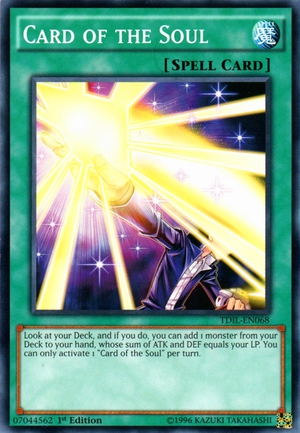 CARD OF THE SOUL
[SPELL CARD]
TDIL-EN068
Look at your Deck, and if you do, you can add 1 monster from your
Deck to your hand, whose sum of ATK and DEF equals your LP. You
can only activate 1 "Card of the Soul" per turn.
07044562 1st Edition ©1996 KAZUKI TAKAHASHI